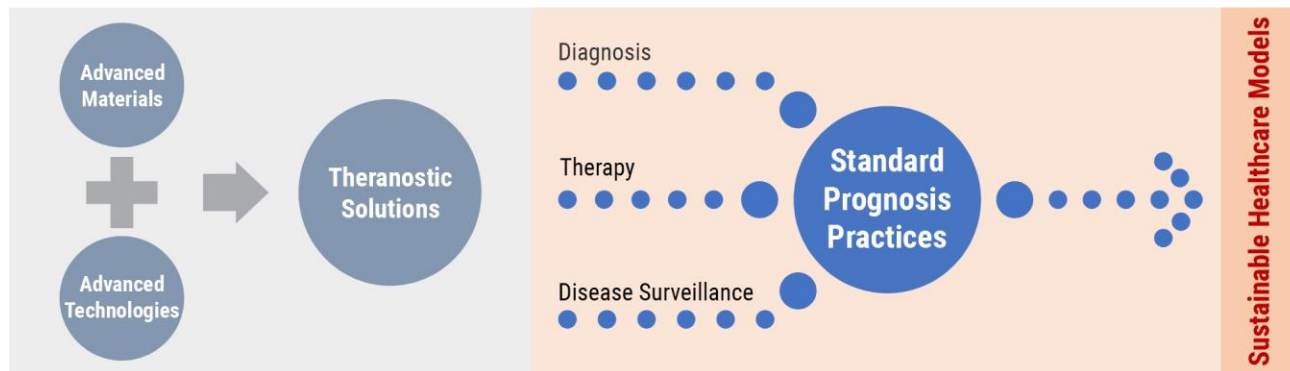 Advanced
Materials
Advanced
Technologies
Theranostic
Solutions
Diagnosis
Therapy
Disease Surveillance
Standard
Prognosis
Practices
Sustainable Healthcare Models